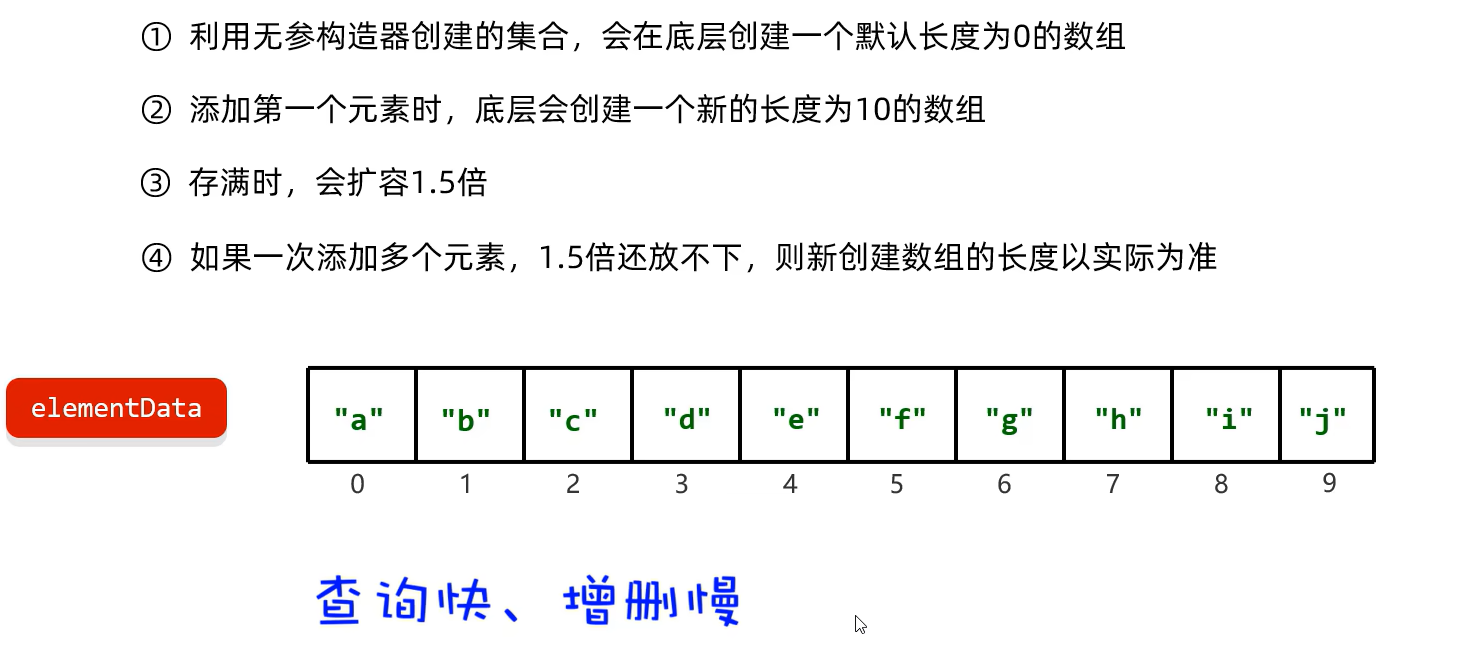 ① 利用无参构造器创建的集合，会在底层创建一个默认长度为0的数组
② 添加第一个元素时，底层会创建一个新的长度为10的数组
③ 存满时，会扩容1.5倍
④ 如果一次添加多个元素，1.5倍还放不下，则新创建数组的长度以实际为准
elementData "a" "b" "c" "d" "e" "f" "g" "h" "i" "j"
0 1 2 3 4 5 6 7 8 9
查询快、增删慢